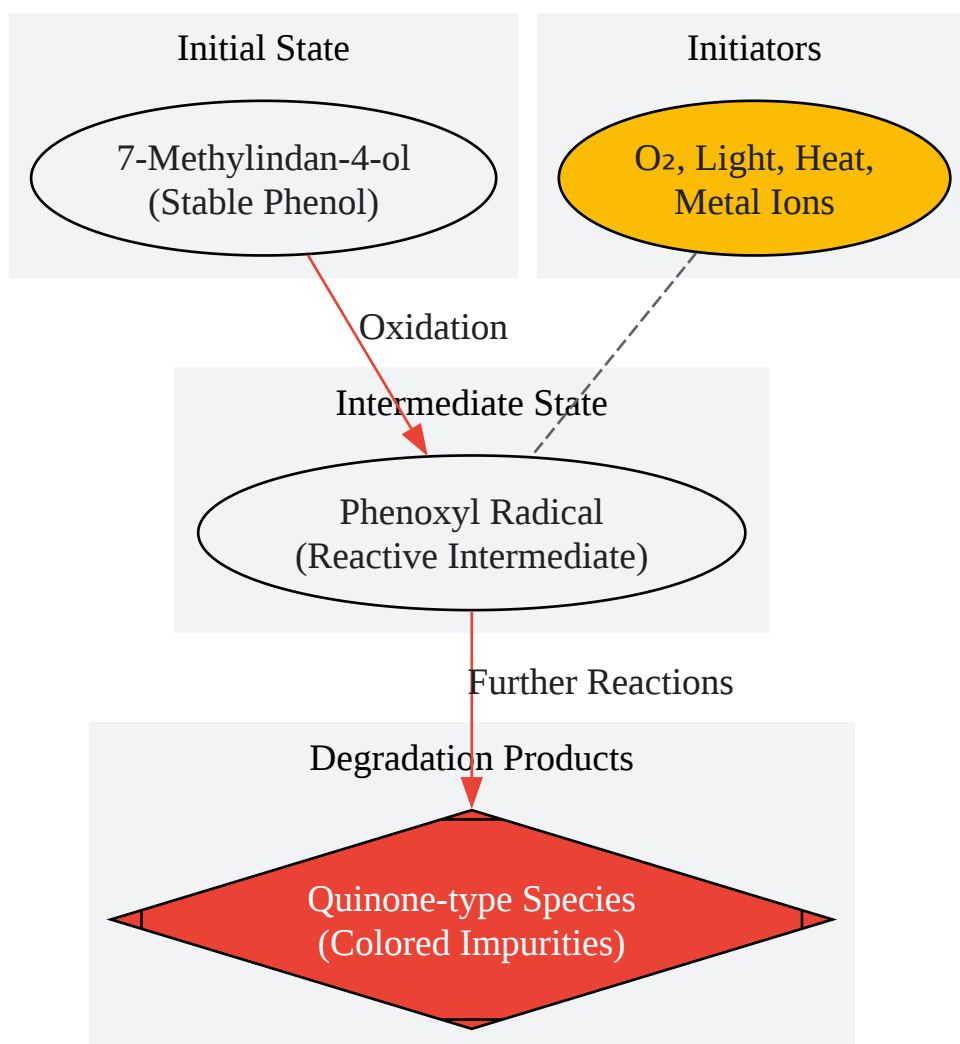 Initial State
7-Methylindan-4-ol
(Stable Phenol)
Initiators
O₂, Light, Heat,
Metal Ions
Oxidation
Intermediate State
Phenoxyl Radical
(Reactive Intermediate)
Further Reactions
Degradation Products
Quinone-type Species
(Colored Impurities)